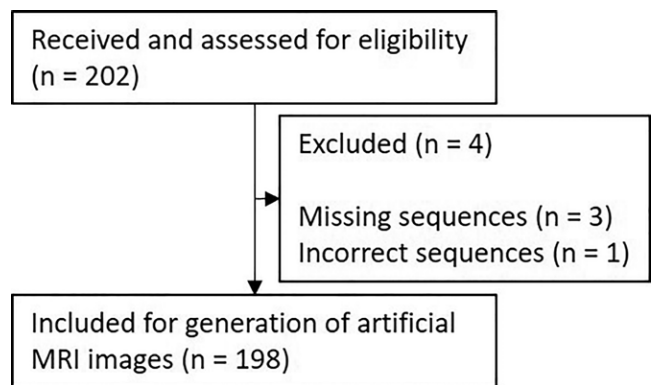 Received and assessed for eligibility
(n = 202)
Excluded (n = 4)
Missing sequences (n = 3)
Incorrect sequences (n = 1)
Included for generation of artificial
MRI images (n = 198)